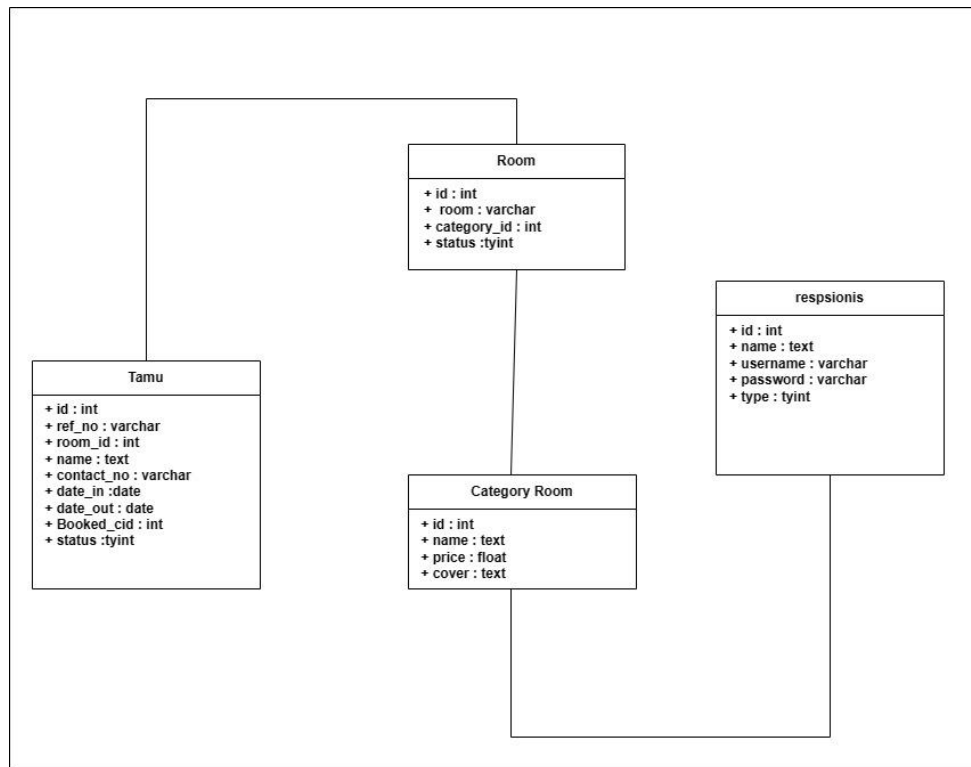 Room
+ id : int
+ room : varchar
+ category_id : int
+ status :tyint
respsionis
+ id : int
+ name : text
+ username : varchar
+ password : varchar
+ type : tyint
Tamu
+ id : int
+ ref_no : varchar
+ room_id : int
+ name : text
+ contact_no : varchar
+ date_in :date
+ date_out : date
+ Booked_cid : int
+ status :tyint
Category Room
+ id : int
+ name : text
+ price : float
+ cover : text